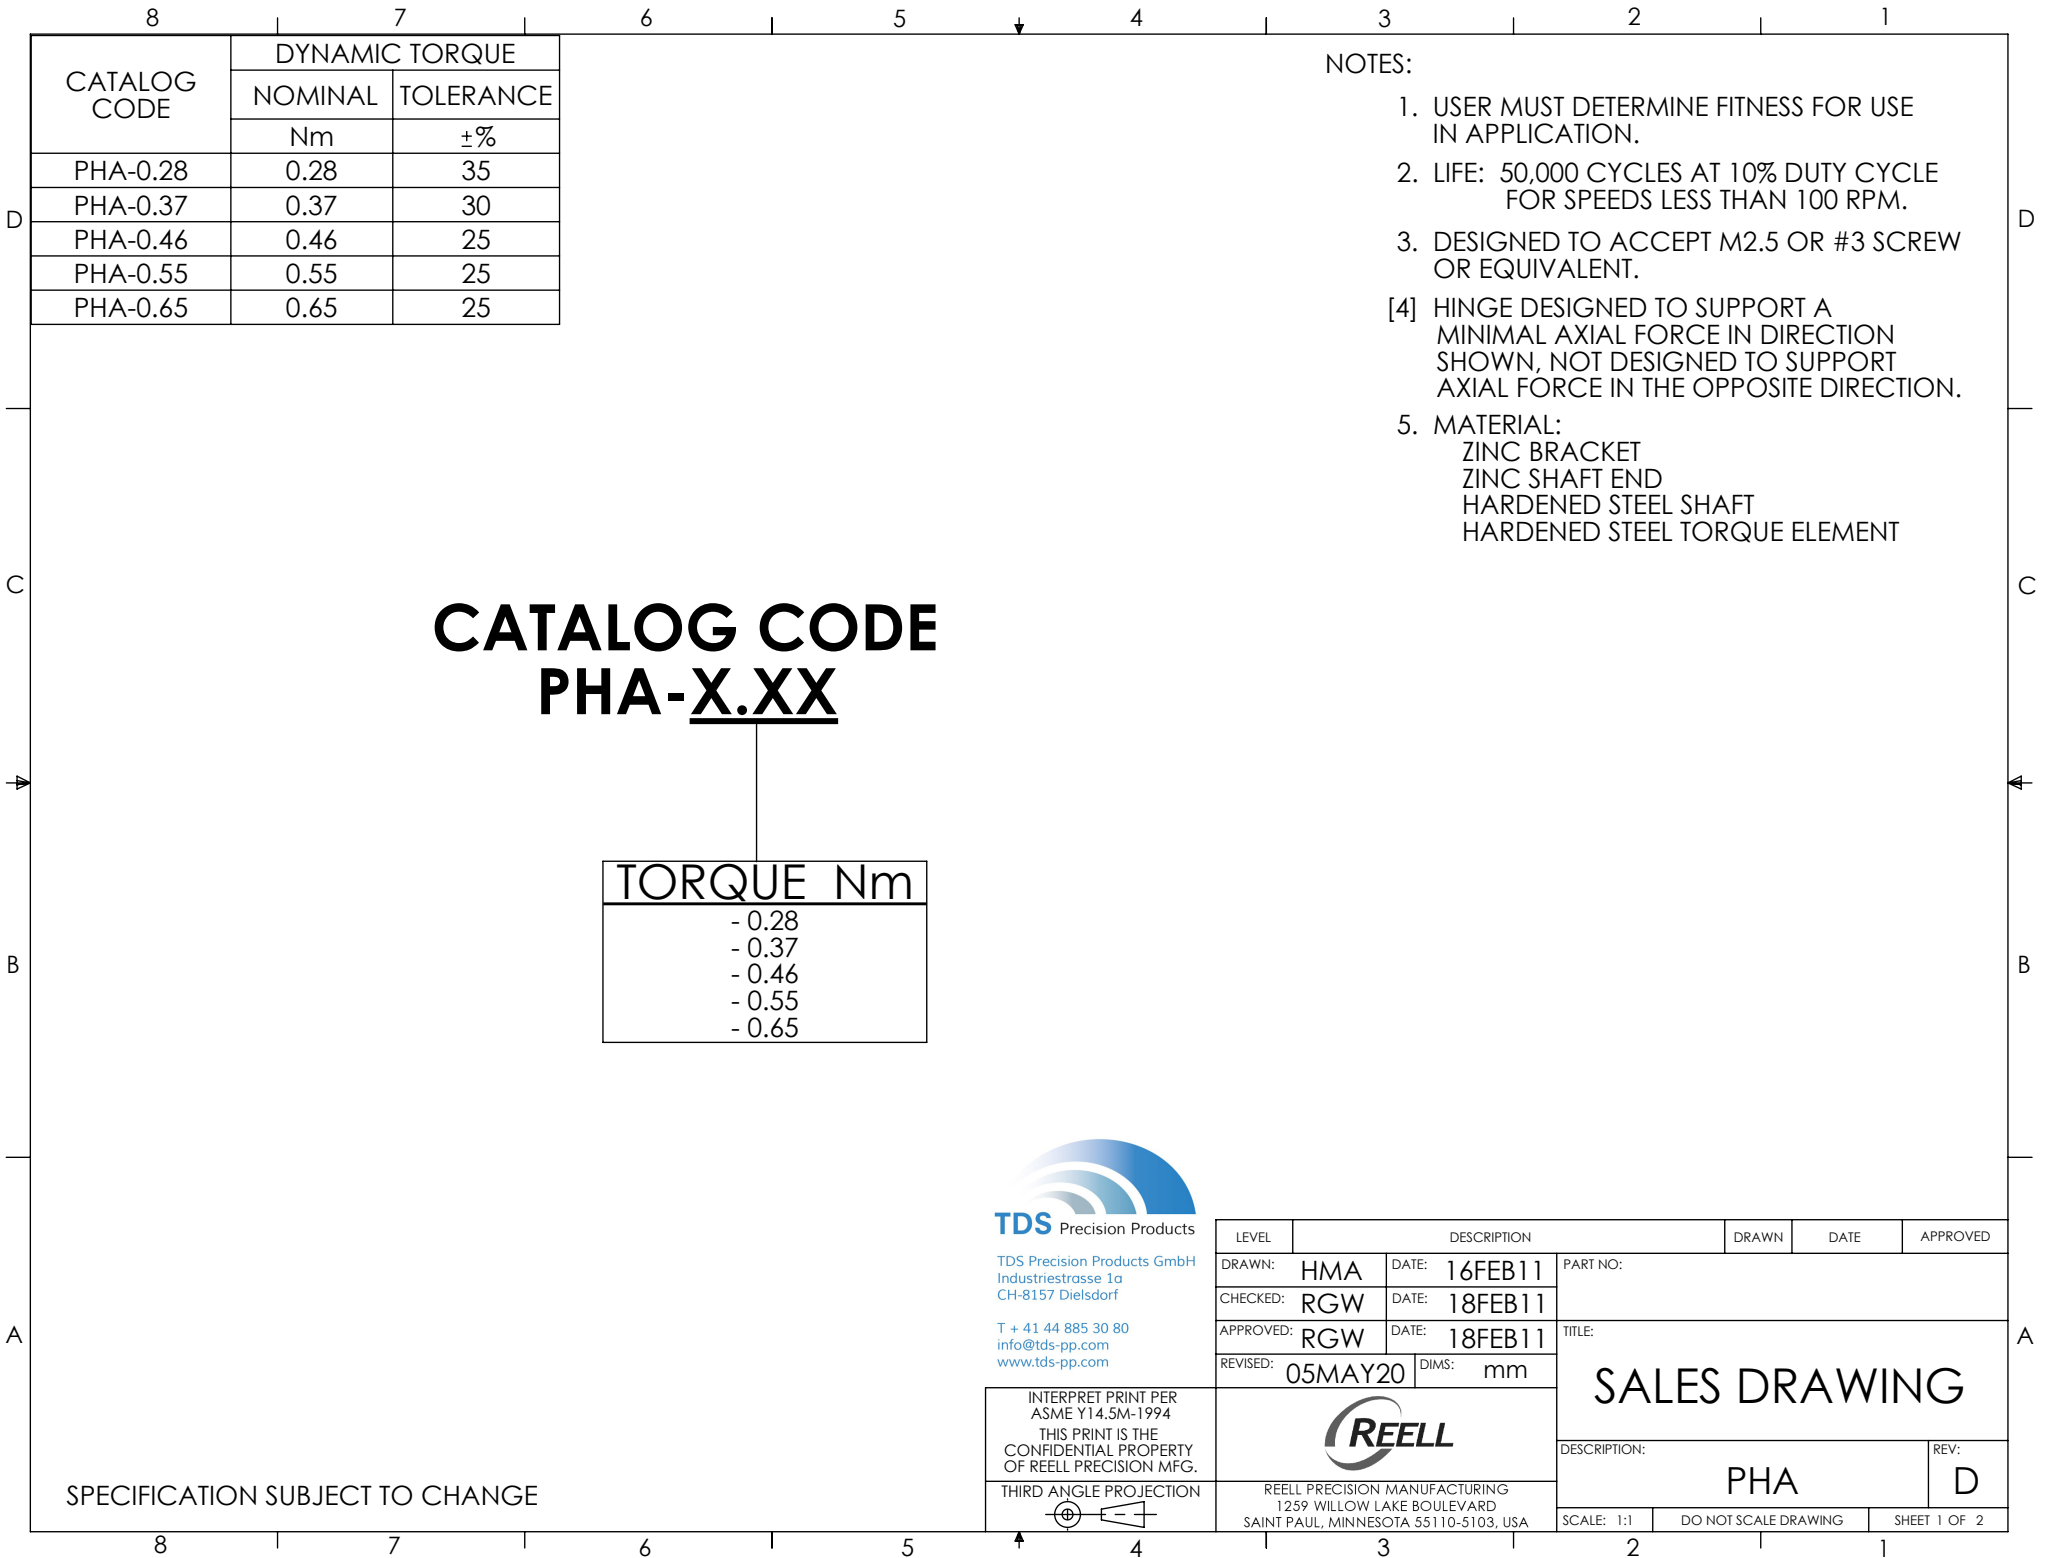 8 7 6 5 4 3 2 1
CATALOG CODE
DYNAMIC TORQUE
NOMINAL TOLERANCE
Nm ±%
PHA-0.28 0.28 35
PHA-0.37 0.37 30
PHA-0.46 0.46 25
PHA-0.55 0.55 25
PHA-0.65 0.65 25
NOTES:
1. USER MUST DETERMINE FITNESS FOR USE
IN APPLICATION.
2. LIFE: 50,000 CYCLES AT 10% DUTY CYCLE
FOR SPEEDS LESS THAN 100 RPM.
3. DESIGNED TO ACCEPT M2.5 OR #3 SCREW
OR EQUIVALENT.
[4] HINGE DESIGNED TO SUPPORT A
MINIMAL AXIAL FORCE IN DIRECTION
SHOWN, NOT DESIGNED TO SUPPORT
AXIAL FORCE IN THE OPPOSITE DIRECTION.
5. MATERIAL:
ZINC BRACKET
ZINC SHAFT END
HARDENED STEEL SHAFT
HARDENED STEEL TORQUE ELEMENT
D D
C C
CATALOG CODE
PHA-X.XX
TORQUE Nm
- 0.28
- 0.37
- 0.46
- 0.55
- 0.65
B B
TDS Precision Products
TDS Precision Products GmbH
Industriestrasse 1a
CH-8157 Dielsdorf
T + 41 44 885 30 80
info@tds-pp.com
www.tds-pp.com
A A
LEVEL DESCRIPTION DRAWN DATE APPROVED
DRAWN: HMA DATE: 16FEB11 PART NO:
CHECKED: RGW DATE: 18FEB11
APPROVED: RGW DATE: 18FEB11 TITLE:
REVISED: 05MAY20 DIMS: mm
SALES DRAWING
INTERPRET PRINT PER
ASME Y14.5M-1994
THIS PRINT IS THE
CONFIDENTIAL PROPERTY
OF REELL PRECISION MFG.
THIRD ANGLE PROJECTION
REELL
REELL PRECISION MANUFACTURING
1259 WILLOW LAKE BOULEVARD
SAINT PAUL, MINNESOTA 55110-5103, USA
DESCRIPTION: PHA REV: D
SCALE: 1:1 DO NOT SCALE DRAWING SHEET 1 OF 2
SPECIFICATION SUBJECT TO CHANGE
8 7 6 5 4 3 2 1